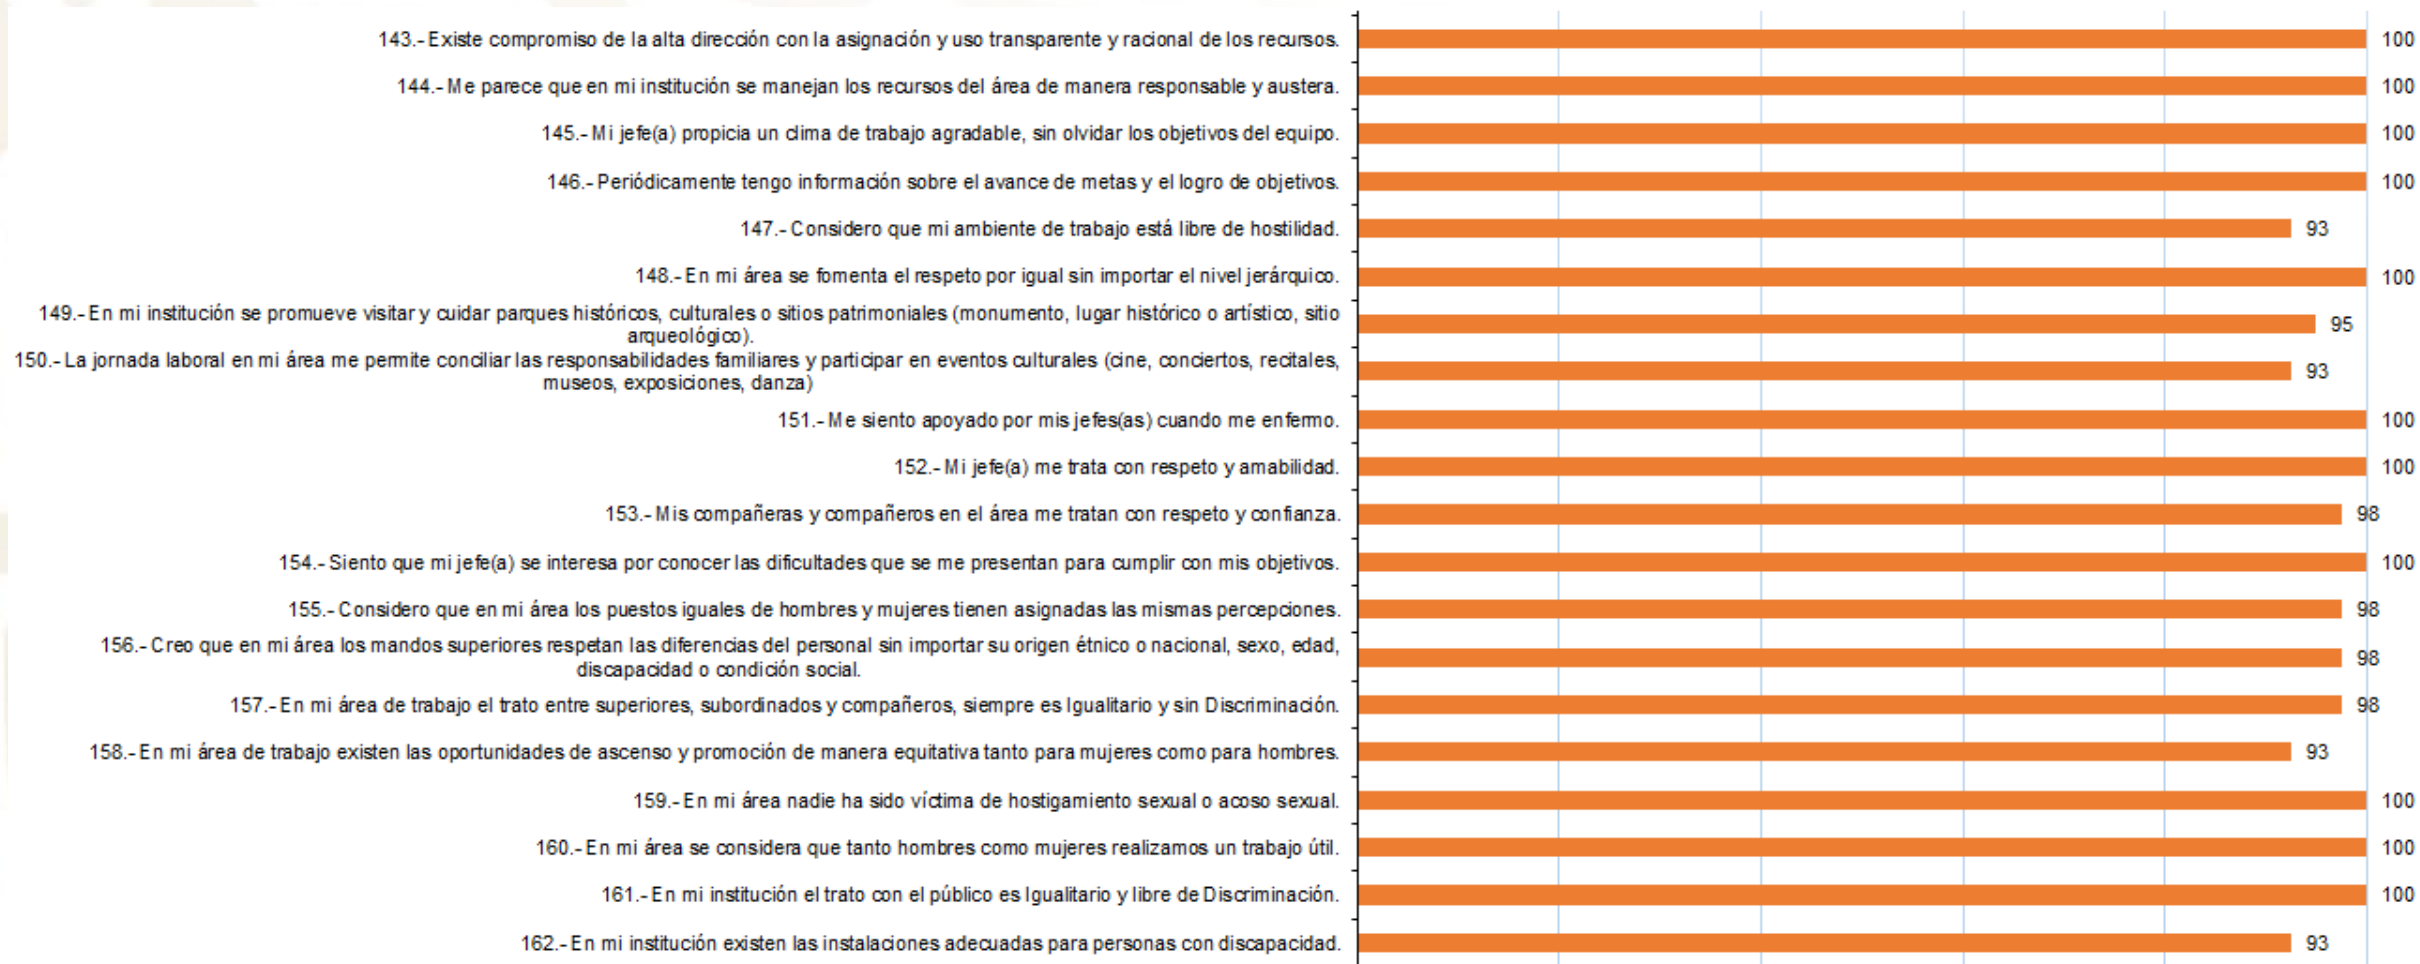 143.- Existe compromiso de la alta dirección con la asignación y uso transparente y racional de los recursos. 100
144.- Me parece que en mi institución se manejan los recursos del área de manera responsable y austera. 100
145.- Mi jefe(a) propicia un clima de trabajo agradable, sin olvidar los objetivos del equipo. 100
146.- Periódicamente tengo información sobre el avance de metas y el logro de objetivos. 100
147.- Considero que mi ambiente de trabajo está libre de hostilidad. 93
148.- En mi área se fomenta el respeto por igual sin importar el nivel jerárquico. 100
149.- En mi institución se promueve visitar y cuidar parques históricos, culturales o sitios patrimoniales (monumento, lugar histórico o artístico, sitio
arqueológico). 95
150.- La jornada laboral en mi área me permite conciliar las responsabilidades familiares y participar en eventos culturales (cine, conciertos, recitales,
museos, exposiciones, danza) 93
151.- Me siento apoyado por mis jefes(as) cuando me enfermo. 100
152.- Mi jefe(a) me trata con respeto y amabilidad. 100
153.- Mis compañeras y compañeros en el área me tratan con respeto y confianza. 98
154.- Siento que mi jefe(a) se interesa por conocer las dificultades que se me presentan para cumplir con mis objetivos. 100
155.- Considero que en mi área los puestos iguales de hombres y mujeres tienen asignadas las mismas percepciones. 98
156.- Creo que en mi área los mandos superiores respetan las diferencias del personal sin importar su origen étnico o nacional, sexo, edad,
discapacidad o condición social. 98
157.- En mi área de trabajo el trato entre superiores, subordinados y compañeros, siempre es Igualitario y sin Discriminación. 98
158.- En mi área de trabajo existen las oportunidades de ascenso y promoción de manera equitativa tanto para mujeres como para hombres. 93
159.- En mi área nadie ha sido víctima de hostigamiento sexual o acoso sexual. 100
160.- En mi área se considera que tanto hombres como mujeres realizamos un trabajo útil. 100
161.- En mi institución el trato con el público es Igualitario y libre de Discriminación. 100
162.- En mi institución existen las instalaciones adecuadas para personas con discapacidad. 93